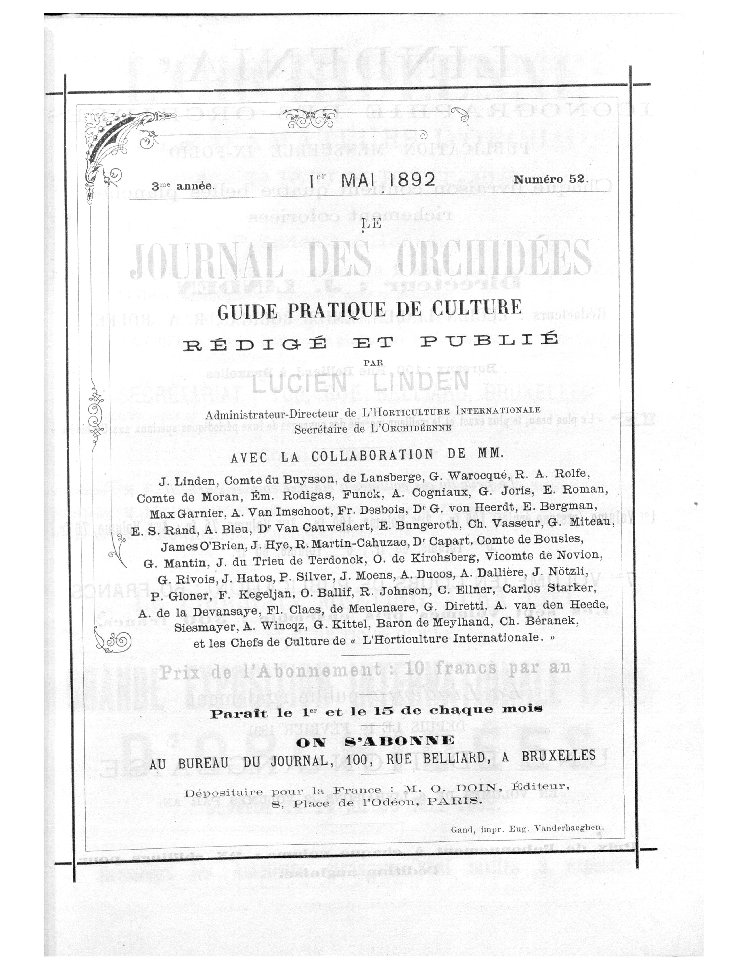 3me année.
1er MAI 1892
Numéro 52.
LE
JOURNAL DES ORCHIDÉES
GUIDE PRATIQUE DE CULTURE
RÉDIGÉ ET PUBLIÉ
PAR
LUCIEN LINDEN
Administrateur-Directeur de L'HORTICULTURE INTERNATIONALE
Secrétaire de L'ORCHIDÉENNE
AVEC LA COLLABORATION DE MM.
J. Linden, Comte du Buysson, de Lansberge, G. Warocqué, R. A. Rolfe,
Comte de Moran, Ém. Rodigas, Funck, A. Cogniaux, G. Joris, E. Roman,
Max Garnier, A. Van Imschoot, Fr. Desbois, Dr G. von Heerdt, E. Bergman,
E. S. Rand, A. Bleu, Dr Van Cauwelaert, E. Bungeroth, Ch. Vasseur, G. Miteau,
James O'Brien, J. Hye, R. Martin-Cahuzac, Dr Capart, Comte de Bousies,
G. Mantin, J. du Trieu de Terdonck, O. de Kirchsberg, Vicomte de Novion,
G. Rivois, J. Hatos, P. Silver, J. Moens, A. Ducos, A. Dallière, J. Nötzli,
P. Gloner, F. Kegeljan, O. Ballif, R. Johnson, C. Ellner, Carlos Starker,
A. de la Devansaye, Fl. Claes, de Meulenaere, G. Diretti, A. van den Heede,
Siesmayer, A. Wincqz, G. Kittel, Baron de Meylhand, Ch. Béranek,
et les Chefs de Culture de « L'Horticulture Internationale. »
Prix de l'Abonnement : 10 francs par an
Paraît le 1er et le 15 de chaque mois
ON S'ABONNE
AU BUREAU DU JOURNAL, 100, RUE BELLIARD, A BRUXELLES
Dépositaire pour la France : M. O. DOIN, Éditeur,
8, Place de l'Odéon, PARIS.
Gand, impr. Eug. Vanderhaeghen.